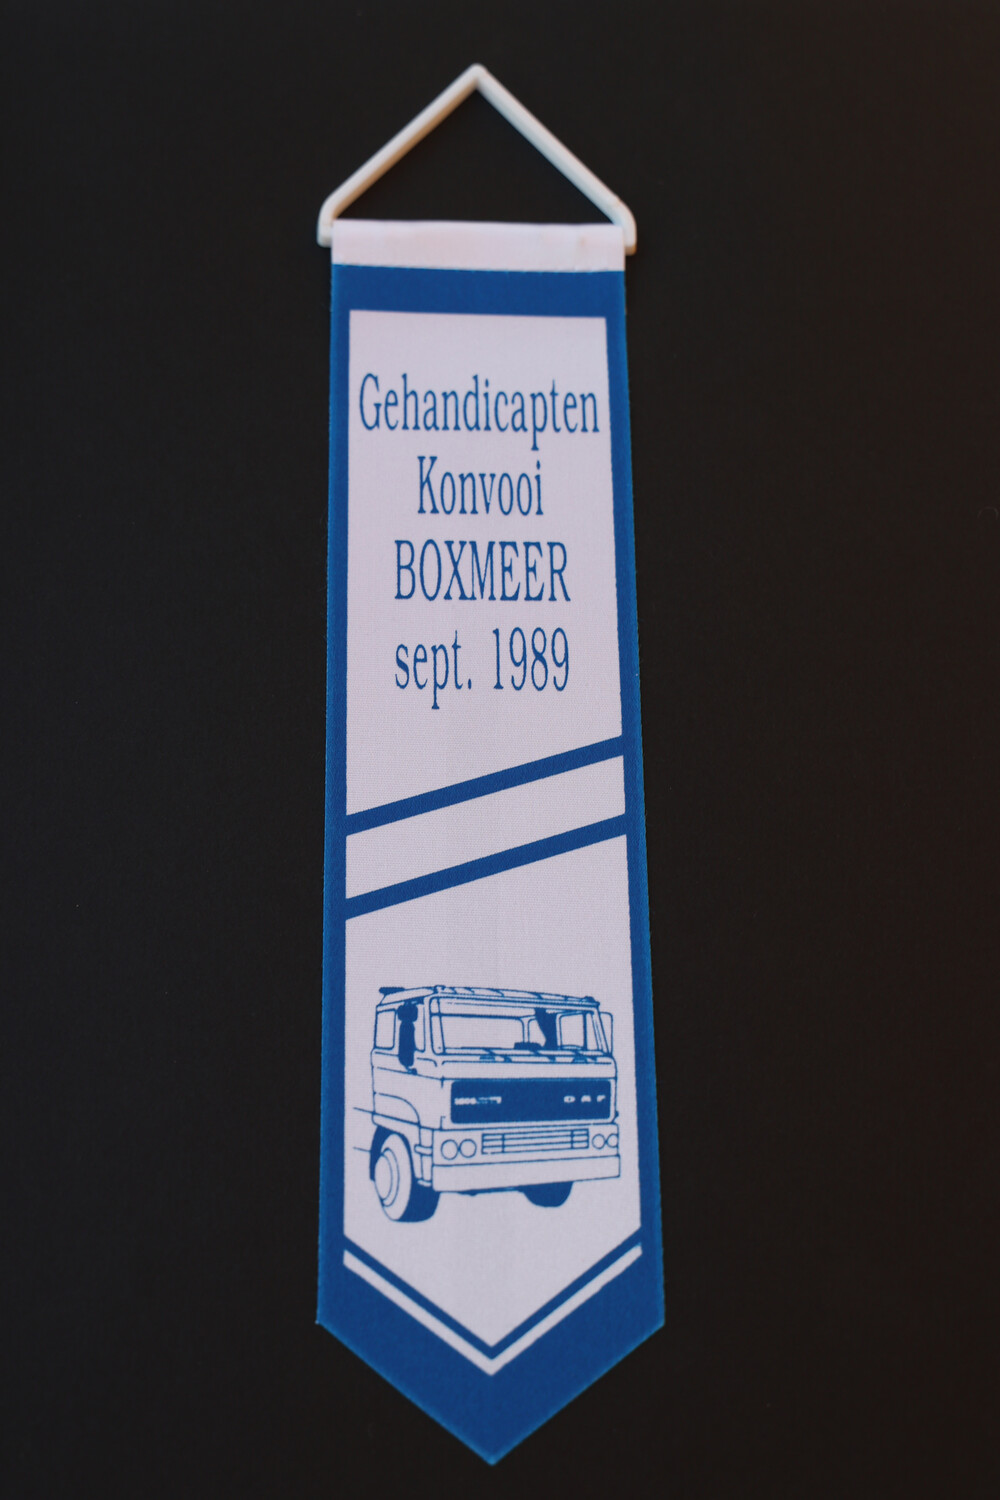 Gehandicapten
Konvooi
BOXMEER
sept. 1989
DAF